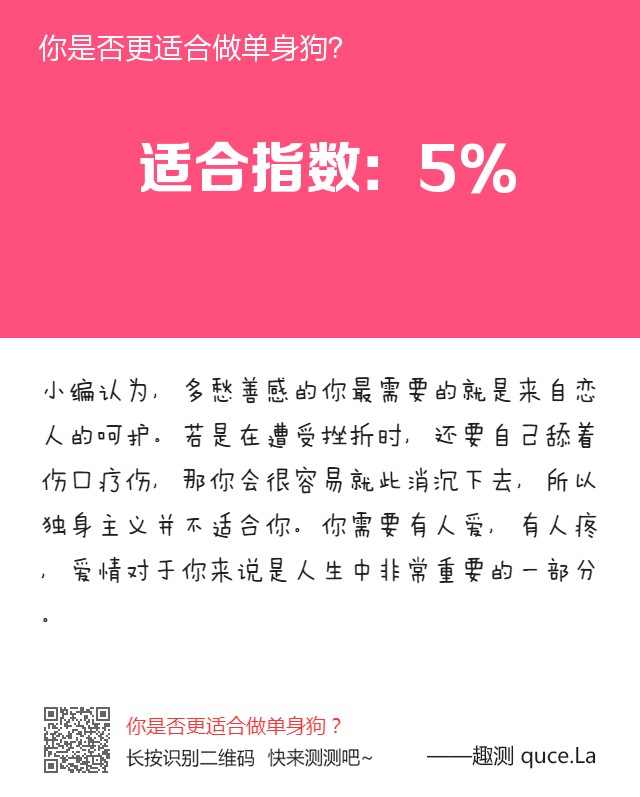 你是否更适合做单身狗?
适合指数：5%
小编认为，多愁善感的你最需要的就是来自恋
人的呵护。若是在遭受挫折时，还要自己舔着
伤口疗伤，那你会很容易就此消沉下去，所以
独身主义并不适合你。你需要有人爱，有人疼
，爱情对于你来说是人生中非常重要的一部分
。
你是否更适合做单身狗？
长按识别二维码 快来测测吧~
——趣测 quce.La